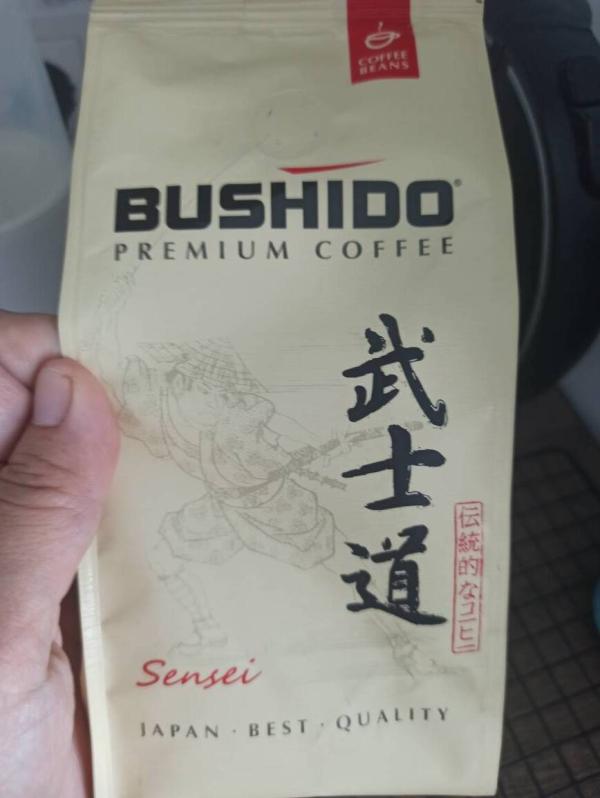 COFFEE
BEANS
BUSHIDO®
PREMIUM COFFEE
武士道
伝統的なコーヒー
Sensei
JAPAN · BEST · QUALITY